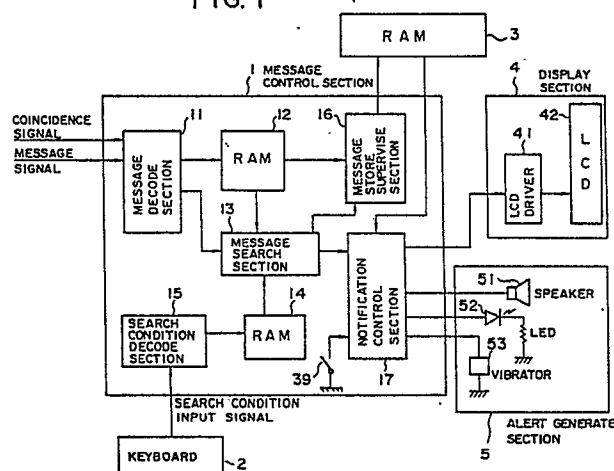 FIG. 1
RAM
3
1 MESSAGE CONTROL SECTION
4
DISPLAY SECTION
COINCIDENCE SIGNAL
MESSAGE SIGNAL
11
MESSAGE DECODE SECTION
12
RAM
16
MESSAGE STORE SUPERVISE SECTION
41
LCD DRIVER
42
LCD
13
MESSAGE SEARCH SECTION
14
RAM
15
SEARCH CONDITION DECODE SECTION
NOTIFICATION CONTROL SECTION
17
39
51
SPEAKER
52
LED
53
VIBRATOR
SEARCH CONDITION INPUT SIGNAL
KEYBOARD
2
5
ALERT GENERATE SECTION